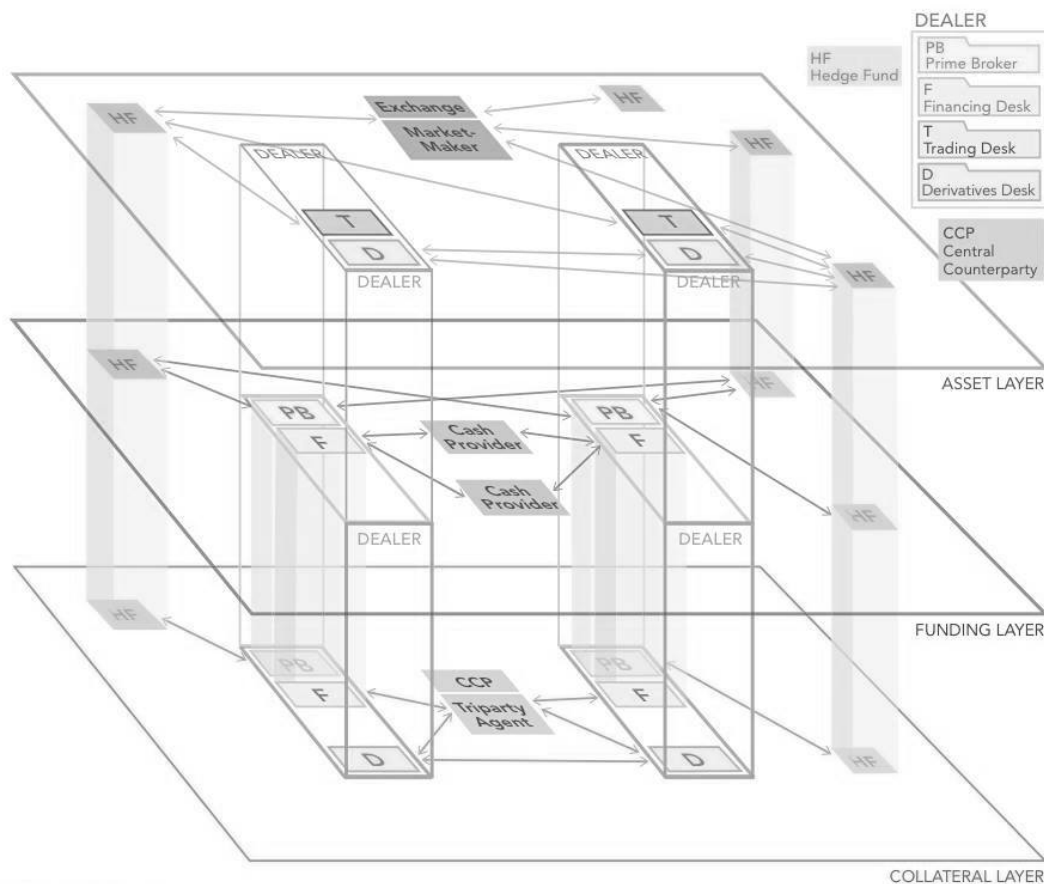 DEALER
PB
Prime Broker
HF
Hedge Fund
F
Financing Desk
T
Trading Desk
D
Derivatives Desk
CCP
Central
Counterparty
HF
Exchange
Market-
Maker
HF
HF
DEALER
DEALER
T
D
T
D
HF
DEALER
DEALER
ASSET LAYER
HF
HF
PB
F
Cash
Provider
PB
F
Cash
Provider
HF
DEALER
DEALER
FUNDING LAYER
HF
PB
F
CCP
Triparty
Agent
PB
F
D
D
HF
COLLATERAL LAYER